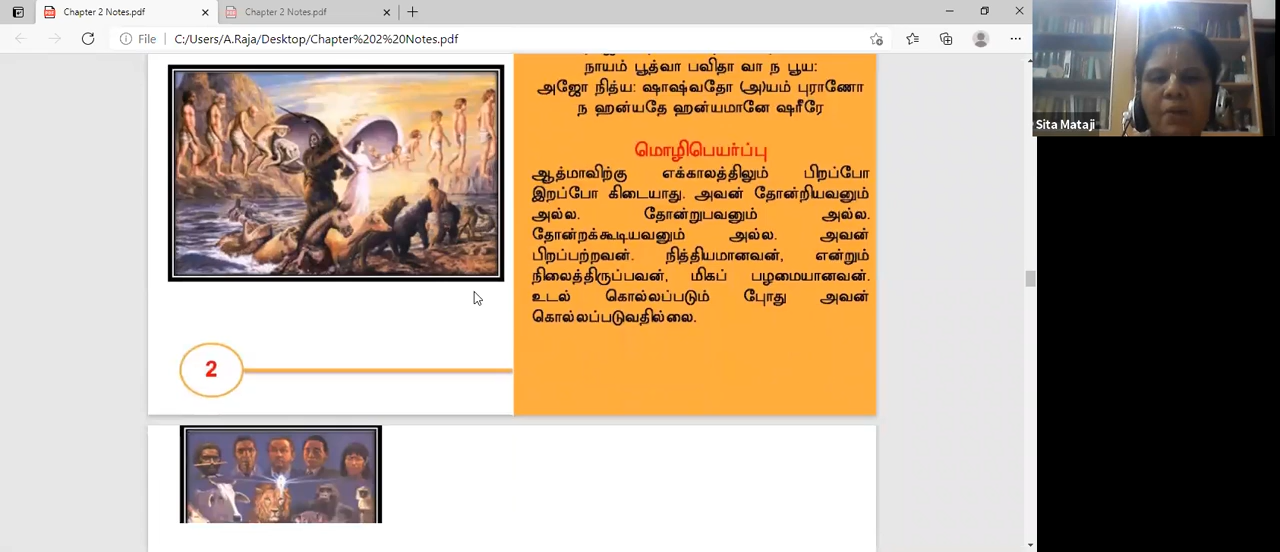 Chapter 2 Notes.pdf
Chapter 2 Notes.pdf
File
C:/Users/A.Raja/Desktop/Chapter%202%20Notes.pdf
Sita Mataji
நாயம் பூத்வா பவிதா வா ந பூய:
அஜோ நித்ய: ஷாஷ்வதோ (அ)யம் புராணோ
ந ஹன்யதே ஹன்யமானே ஷரீரே
மொழிபெயர்ப்பு
ஆத்மாவிற்கு எக்காலத்திலும் பிறப்போ
இறப்போ கிடையாது. அவன் தோன்றியவனும்
அல்ல. தோன்றுபவனும் அல்ல.
தோன்றக்கூடியவனும் அல்ல. அவன்
பிறப்பற்றவன். நித்தியமானவன், என்றும்
நிலைத்திருப்பவன், மிகப் பழமையானவன்.
உடல் கொல்லப்படும் போது அவன்
கொல்லப்படுவதில்லை.
2